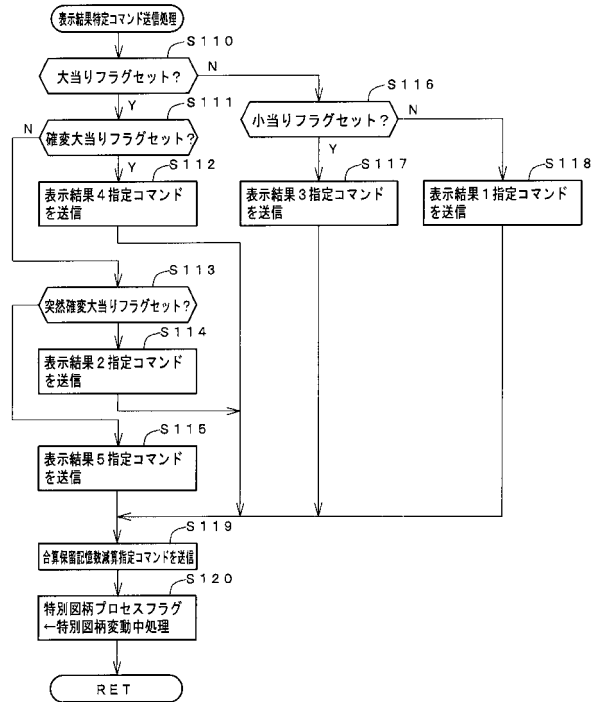 表示結果特定コマンド送信処理
S110
大当りフラグセット?
N
Y
S111
N
確変大当りフラグセット?
Y
S112
表示結果4指定コマンド
を送信
S116
小当りフラグセット?
N
Y
S117
表示結果3指定コマンド
を送信
S118
表示結果1指定コマンド
を送信
S113
突然確変大当りフラグセット?
S114
表示結果2指定コマンド
を送信
S115
表示結果5指定コマンド
を送信
S119
合算保留記憶数減算指定コマンドを送信
S120
特別図柄プロセスフラグ
←特別図柄変動中処理
RET